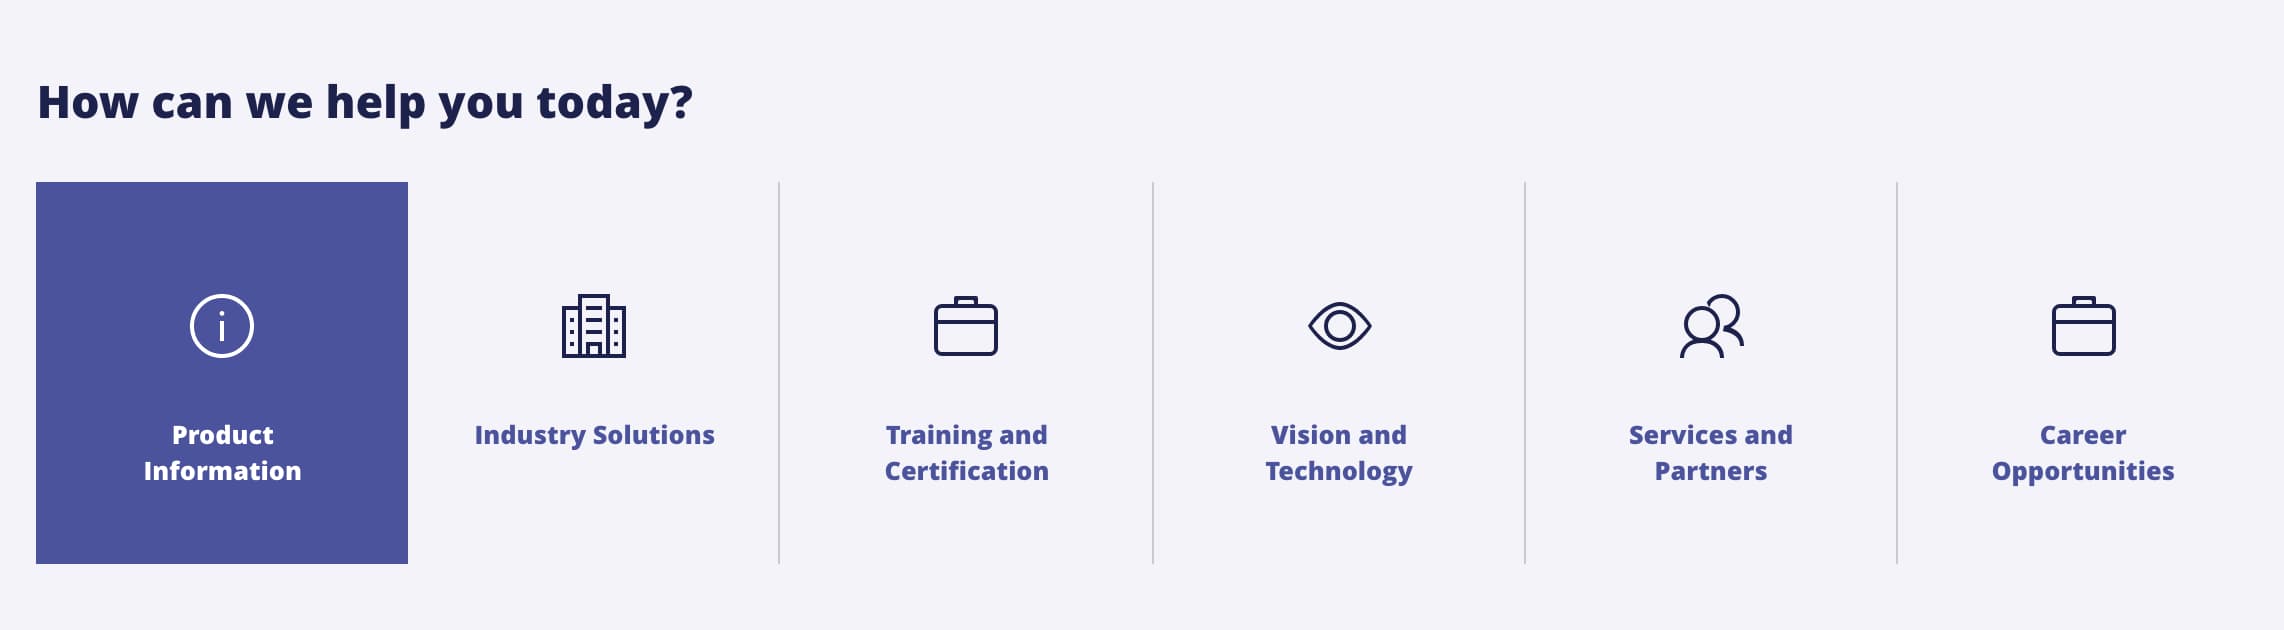 How can we help you today?
Product
Information
Industry Solutions
Training and
Certification
Vision and
Technology
Services and
Partners
Career
Opportunities